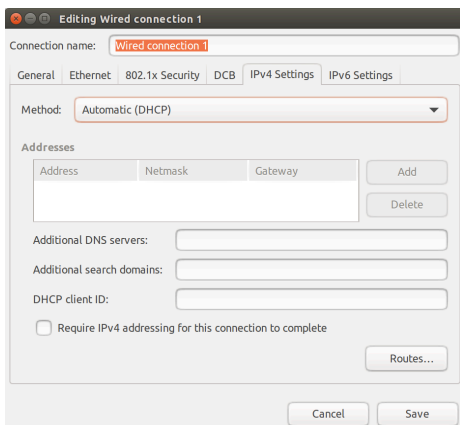 Editing Wired connection 1
Connection name: Wired connection 1
General Ethernet 802.1x Security DCB IPv4 Settings IPv6 Settings
Method: Automatic (DHCP)
Addresses
Address Netmask Gateway Add
Delete
Additional DNS servers:
Additional search domains:
DHCP client ID:
Require IPv4 addressing for this connection to complete
Routes...
Cancel Save